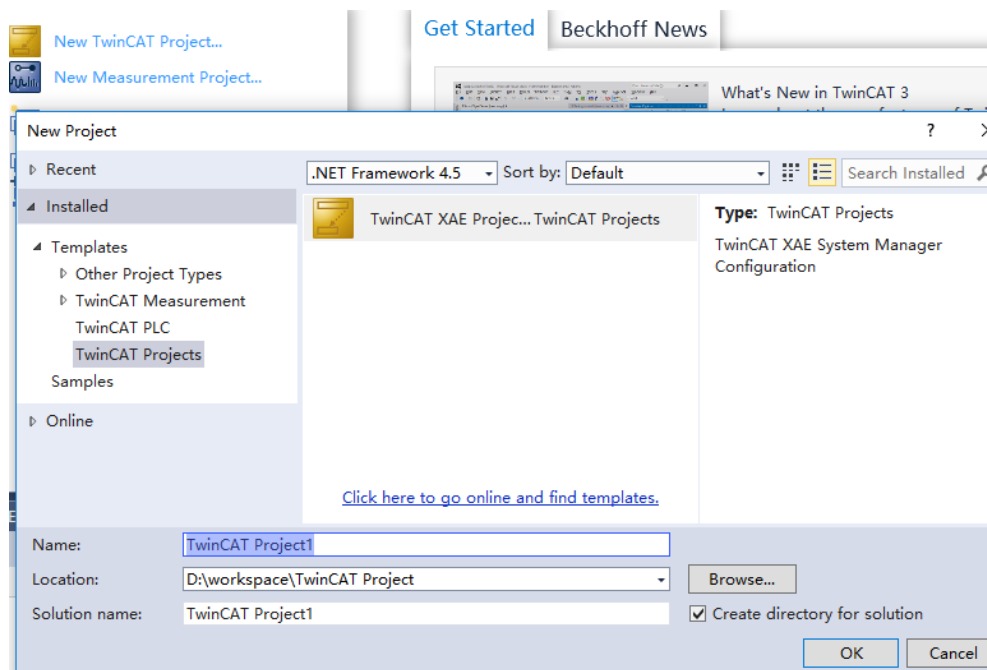 New TwinCAT Project...
New Measurement Project...
Get Started
Beckhoff News
What's New in TwinCAT 3
New Project
?
Recent
.NET Framework 4.5
Sort by:
Default
Search Installed
Installed
Templates
Other Project Types
TwinCAT Measurement
TwinCAT PLC
TwinCAT Projects
Samples
Online
TwinCAT XAE Projec... TwinCAT Projects
Type: TwinCAT Projects
TwinCAT XAE System Manager
Configuration
Click here to go online and find templates.
Name:
TwinCAT Project1
Location:
D:\workspace\TwinCAT Project
Browse...
Solution name:
TwinCAT Project1
Create directory for solution
OK
Cancel